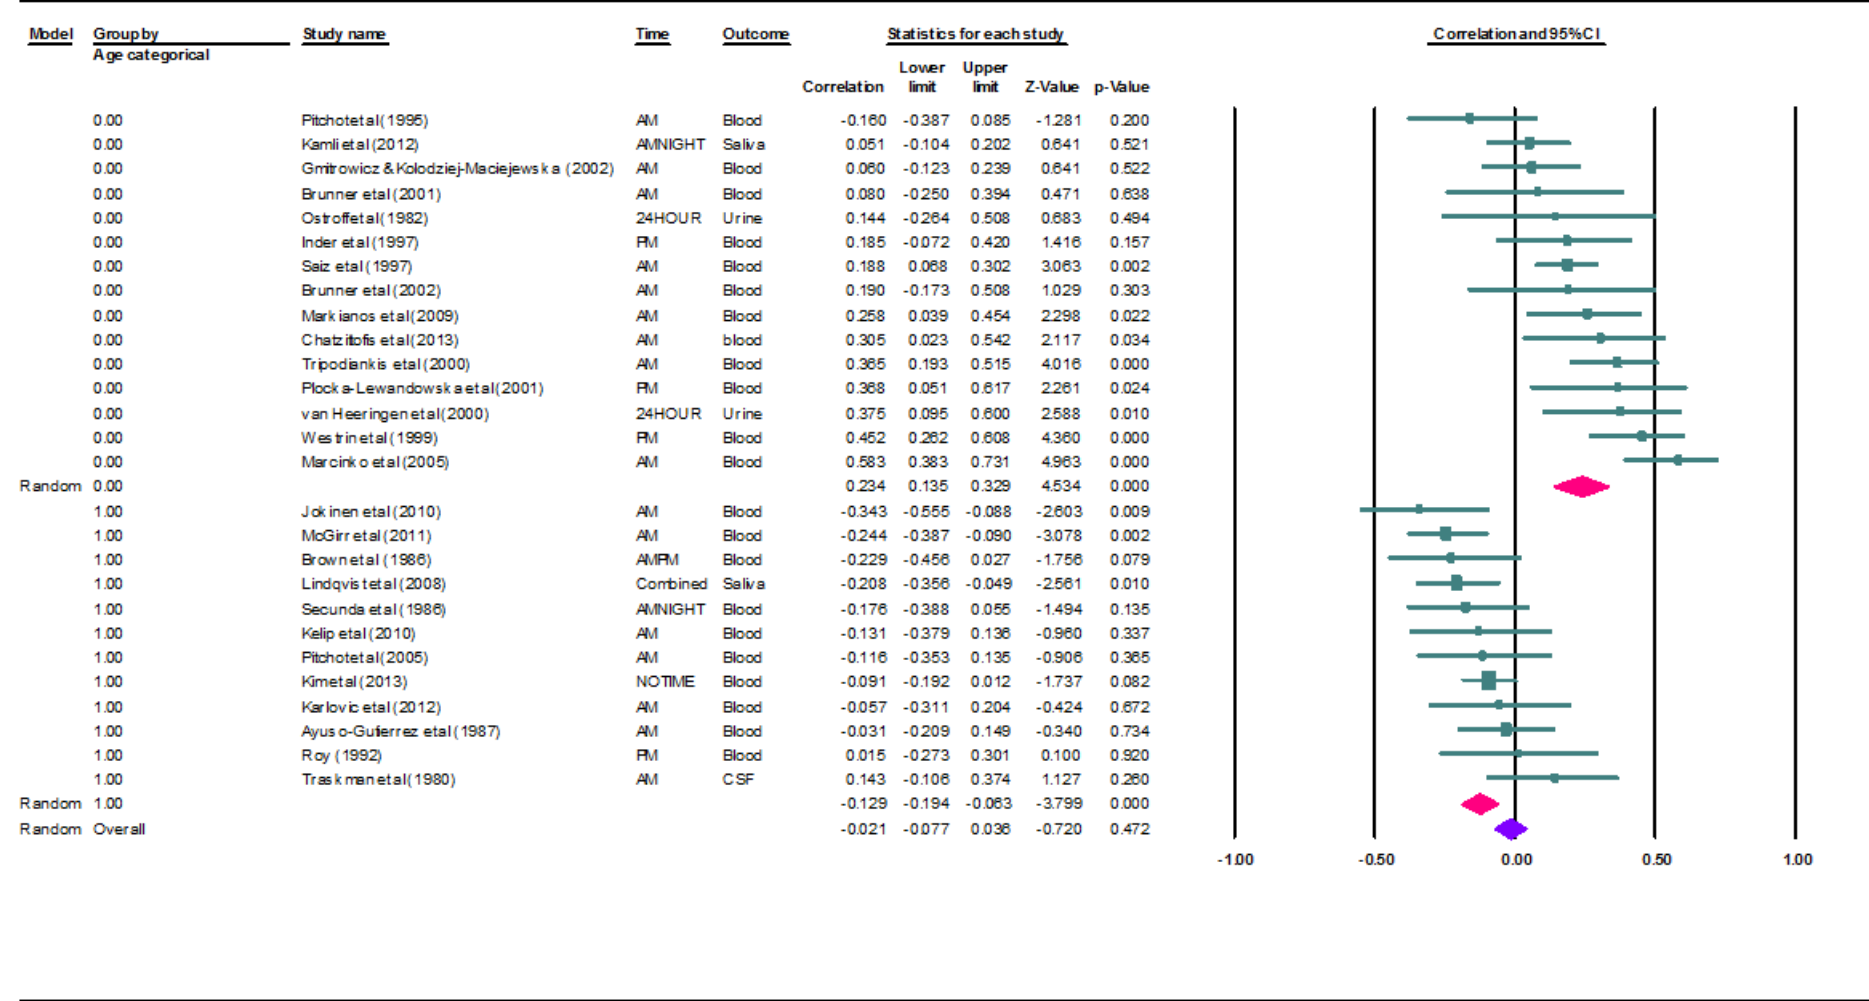 Model Group by Study name Time Outcome Statistics for each study Correlation and 95% CI
Age categorical
Lower Upper
Correlation limit limit Z-Value p-Value
0.00 Pitchot et al (1995) AM Blood -0.160 -0.387 0.085 -1.281 0.200
0.00 Kamli et al (2012) AMNIGHT Saliva 0.051 -0.104 0.202 0.641 0.521
0.00 Gmitrowicz & Kolodziej-Maciejewska (2002) AM Blood 0.060 -0.123 0.239 0.641 0.522
0.00 Brunner et al (2001) AM Blood 0.080 -0.250 0.394 0.471 0.638
0.00 Ostroff et al (1982) 24HOUR Urine 0.144 -0.264 0.508 0.683 0.494
0.00 Inder et al (1997) PM Blood 0.185 -0.072 0.420 1.416 0.157
0.00 Saiz et al (1997) AM Blood 0.188 0.068 0.302 3.063 0.002
0.00 Brunner et al (2002) AM Blood 0.190 -0.173 0.508 1.029 0.303
0.00 Markianos et al (2009) AM Blood 0.258 0.039 0.454 2.298 0.022
0.00 Chatzittofis et al (2013) AM blood 0.305 0.023 0.542 2.117 0.034
0.00 Tripodiankis et al (2000) AM Blood 0.365 0.193 0.515 4.016 0.000
0.00 Plocka-Lewandowska et al (2001) PM Blood 0.368 0.051 0.617 2.261 0.024
0.00 van Heeringen et al (2000) 24HOUR Urine 0.375 0.095 0.600 2.588 0.010
0.00 Westrin et al (1999) PM Blood 0.452 0.262 0.608 4.360 0.000
0.00 Marcinko et al (2005) AM Blood 0.583 0.383 0.731 4.963 0.000
Random 0.00 0.234 0.135 0.329 4.534 0.000
1.00 Jokinen et al (2010) AM Blood -0.343 -0.555 -0.088 -2.603 0.009
1.00 McGirr et al (2011) AM Blood -0.244 -0.387 -0.090 -3.078 0.002
1.00 Brown et al (1986) AMPM Blood -0.229 -0.456 0.027 -1.756 0.079
1.00 Lindqvist et al (2008) Combined Saliva -0.208 -0.356 -0.049 -2.561 0.010
1.00 Secunda et al (1986) AMNIGHT Blood -0.176 -0.388 0.055 -1.494 0.135
1.00 Kelip et al (2010) AM Blood -0.131 -0.379 0.136 -0.960 0.337
1.00 Pitchot et al (2005) AM Blood -0.116 -0.353 0.135 -0.906 0.365
1.00 Kim et al (2013) NOTIME Blood -0.091 -0.192 0.012 -1.737 0.082
1.00 Karlovic et al (2012) AM Blood -0.057 -0.311 0.204 -0.424 0.672
1.00 Ayuso-Gutierrez et al (1987) AM Blood -0.031 -0.209 0.149 -0.340 0.734
1.00 Roy (1992) PM Blood 0.015 -0.273 0.301 0.100 0.920
1.00 Traskman et al (1980) AM CSF 0.143 -0.106 0.374 1.127 0.260
Random 1.00 -0.129 -0.194 -0.063 -3.799 0.000
Random Overall -0.021 -0.077 0.036 -0.720 0.472
-1.00 -0.50 0.00 0.50 1.00